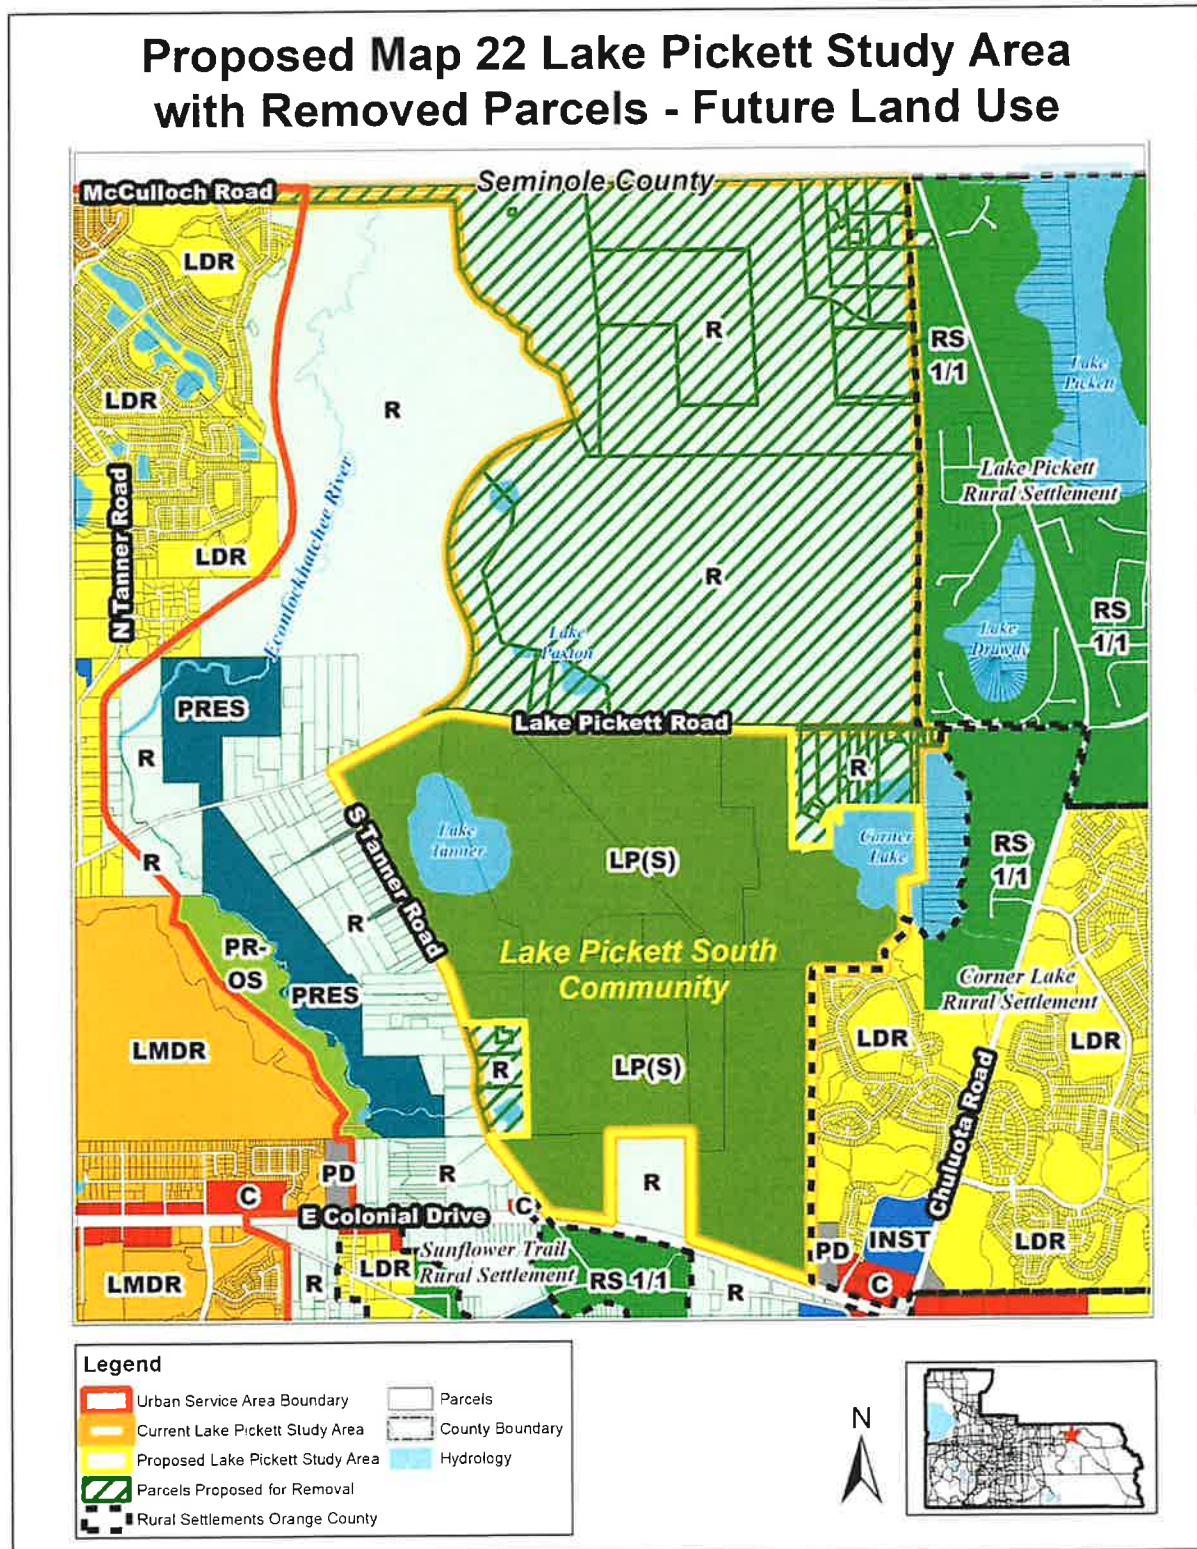 Proposed Map 22 Lake Pickett Study Area
with Removed Parcels - Future Land Use
Seminole County
McCulloch Road
LDR
R
RS
1/1
Lake
Pickett
LDR
R
Lake Pickett
Rural Settlement
N Tanner Road
Econlockhatchee River
LDR
R
RS
1/1
Lake
Paxton
Lake
Drawdy
PRES
Lake Pickett Road
R
R
S Tanner Road
Lake
Tanner
LP(S)
Corner
Lake
RS
1/1
R
R
Lake Pickett South
Community
PR-
OS
PRES
Corner Lake
Rural Settlement
LMDR
LDR
LDR
R
LP(S)
Chuluota Road
PD
R
R
C
C
E Colonial Drive
INST
LDR
PD
Sunflower Trail
Rural Settlement
LDR
LMDR
R
RS 1/1
R
C
Legend
Urban Service Area Boundary
Current Lake Pickett Study Area
Proposed Lake Pickett Study Area
Parcels Proposed for Removal
Rural Settlements Orange County
Parcels
County Boundary
Hydrology
N